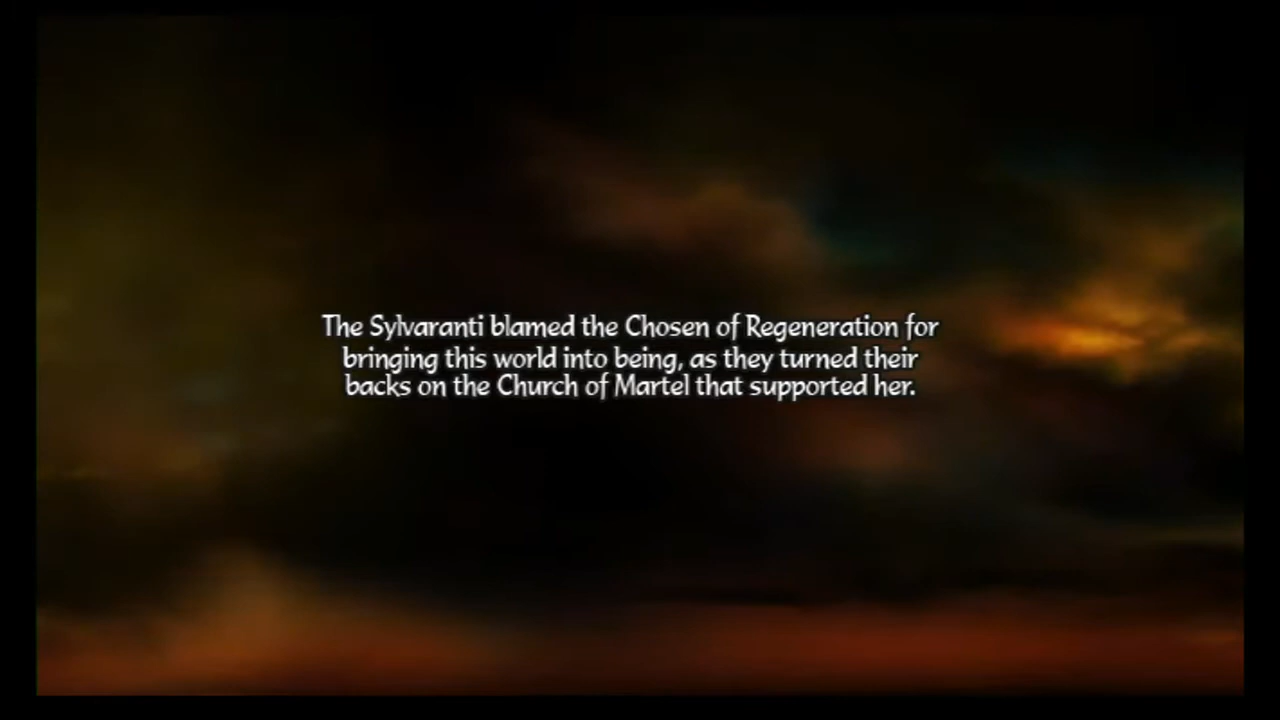 The Sylvaranti blamed the Chosen of Regeneration for
bringing this world into being, as they turned their
backs on the Church of Martel that supported her.